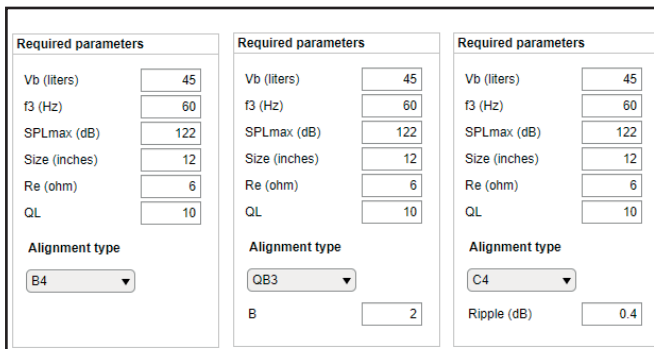 Required parameters
Vb (liters) 45
f3 (Hz) 60
SPLmax (dB) 122
Size (inches) 12
Re (ohm) 6
QL 10
Alignment type
B4
Required parameters
Vb (liters) 45
f3 (Hz) 60
SPLmax (dB) 122
Size (inches) 12
Re (ohm) 6
QL 10
Alignment type
QB3
B 2
Required parameters
Vb (liters) 45
f3 (Hz) 60
SPLmax (dB) 122
Size (inches) 12
Re (ohm) 6
QL 10
Alignment type
C4
Ripple (dB) 0.4